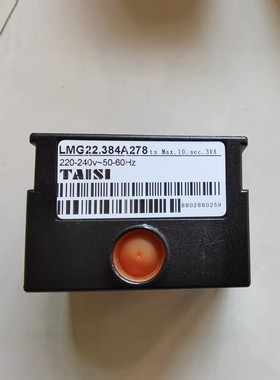 LMG22.384A278 ts Max.10.sec.3VA
220-240v~50-60Hz
TAISI
8802880259